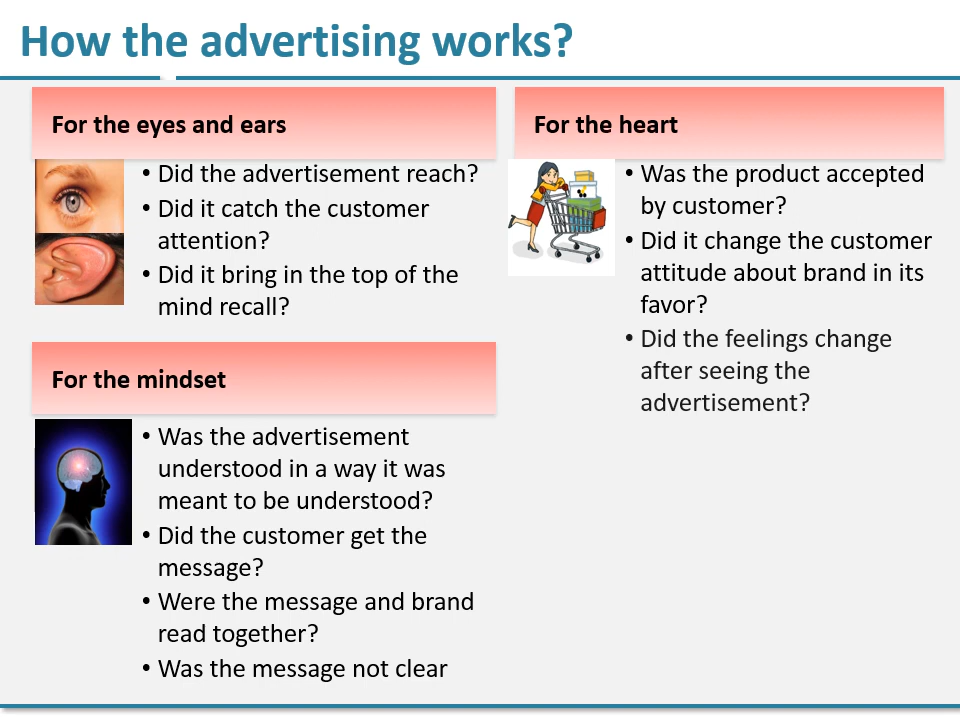 How the advertising works?
For the eyes and ears
• Did the advertisement reach?
• Did it catch the customer
attention?
• Did it bring in the top of the
mind recall?
For the mindset
• Was the advertisement
understood in a way it was
meant to be understood?
• Did the customer get the
message?
• Were the message and brand
read together?
• Was the message not clear
For the heart
• Was the product accepted
by customer?
• Did it change the customer
attitude about brand in its
favor?
• Did the feelings change
after seeing the
advertisement?